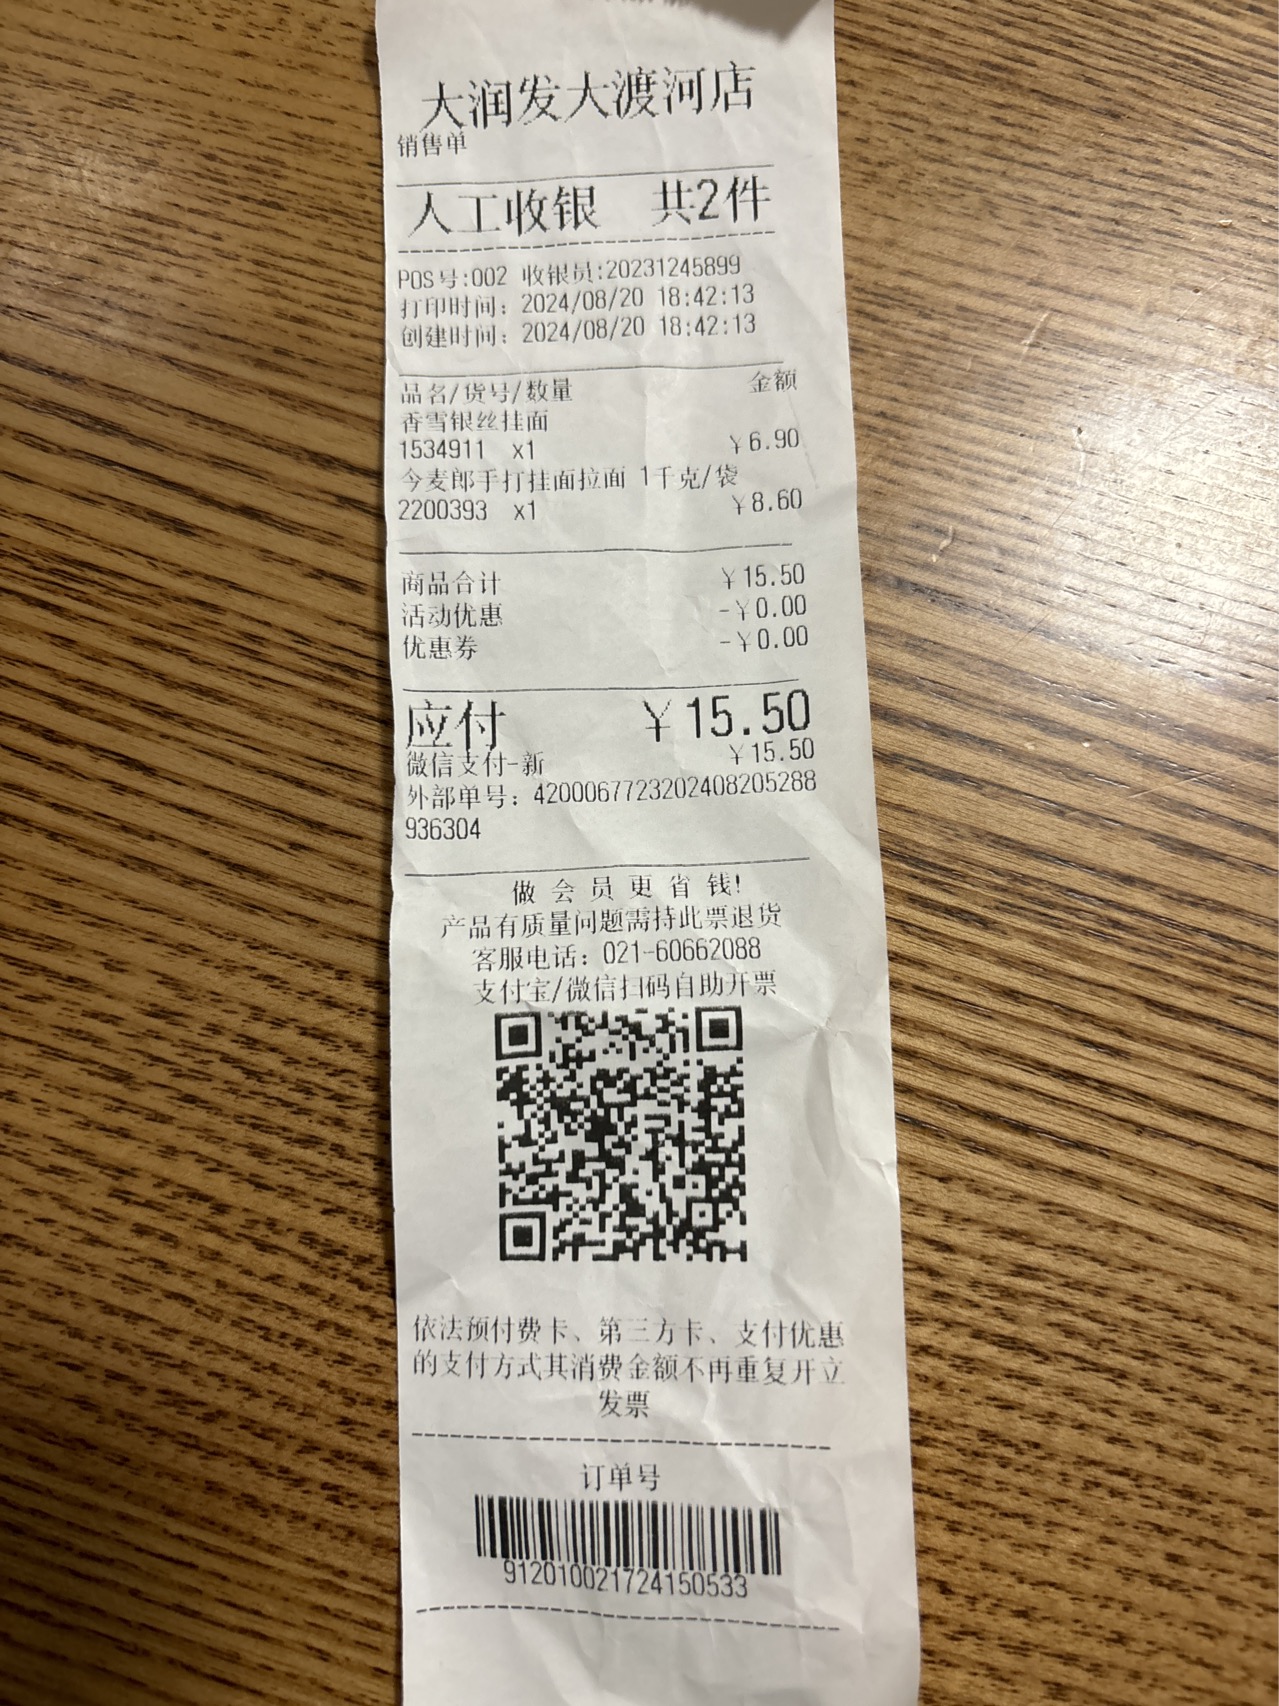 大润发大渡河店
销售单
人工收银 共2件
POS号:002 收银员:20231245899
打印时间: 2024/08/20 18:42:13
创建时间: 2024/08/20 18:42:13
品名/货号/数量 金额
香雪银丝挂面
1534911 x1 ¥6.90
今麦郎手打挂面拉面 1千克/袋
2200393 x1 ¥8.60
商品合计 ¥15.50
活动优惠 -¥0.00
优惠券 -¥0.00
应付 ¥15.50
微信支付-新 ¥15.50
外部单号: 4200067723202408205288
936304
做会员更省钱!
产品有质量问题需持此票退货
客服电话: 021-60662088
支付宝/微信扫码自助开票
依法预付费卡、第三方卡、支付优惠
的支付方式其消费金额不再重复开立
发票
订单号
912010021724150533